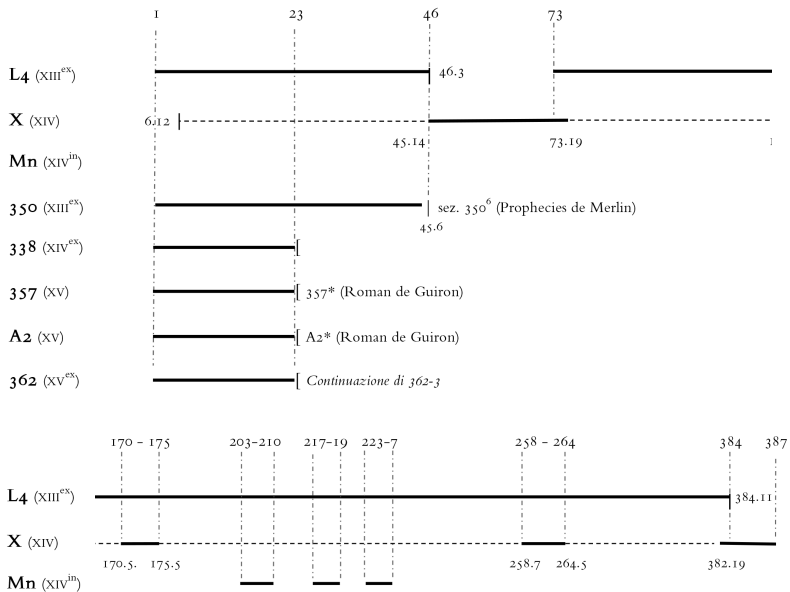 1 23 46 73
L4 (XIIIex) 46.3
X (XIV) 6.12
45.14 73.19
Mn (XIVin)
350 (XIIIex) sez. 350⁶ (Prophecies de Merlin)
45.6
338 (XIVex) [
357 (XV) [ 357* (Roman de Guiron)
A2 (XV) [ A2* (Roman de Guiron)
362 (XVex) [ Continuazione di 362-3
170 – 175 203-210 217-19 223-7 258 – 264 384 387
L4 (XIIIex) 384.11
X (XIV)
170.5. 175.5 258.7 264.5 382.19
Mn (XIVin)